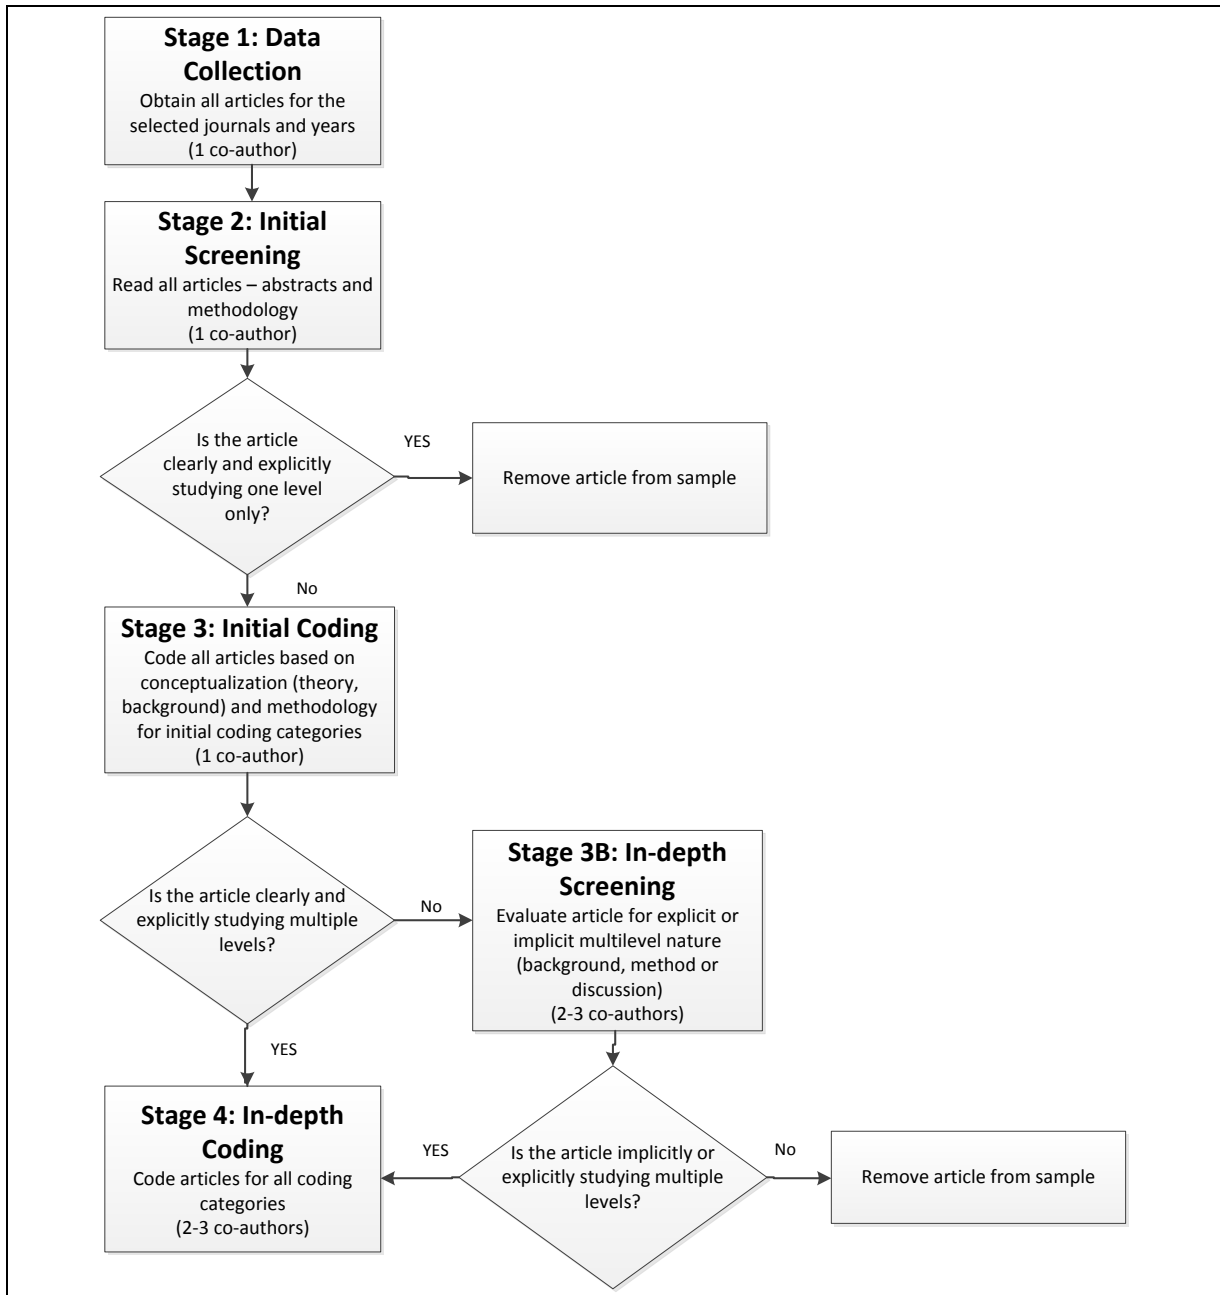 Stage 1: Data
Collection
Obtain all articles for the
selected journals and years
(1 co-author)
Stage 2: Initial
Screening
Read all articles – abstracts and
methodology
(1 co-author)
Is the article
clearly and explicitly
studying one level
only?
YES
Remove article from sample
No
Stage 3: Initial Coding
Code all articles based on
conceptualization (theory,
background) and methodology
for initial coding categories
(1 co-author)
Is the article clearly and
explicitly studying multiple
levels?
No
Stage 3B: In-depth
Screening
Evaluate article for explicit or
implicit multilevel nature
(background, method or
discussion)
(2-3 co-authors)
YES
Stage 4: In-depth
Coding
Code articles for all coding
categories
(2-3 co-authors)
YES
Is the article implicitly or
explicitly studying multiple
levels?
No
Remove article from sample